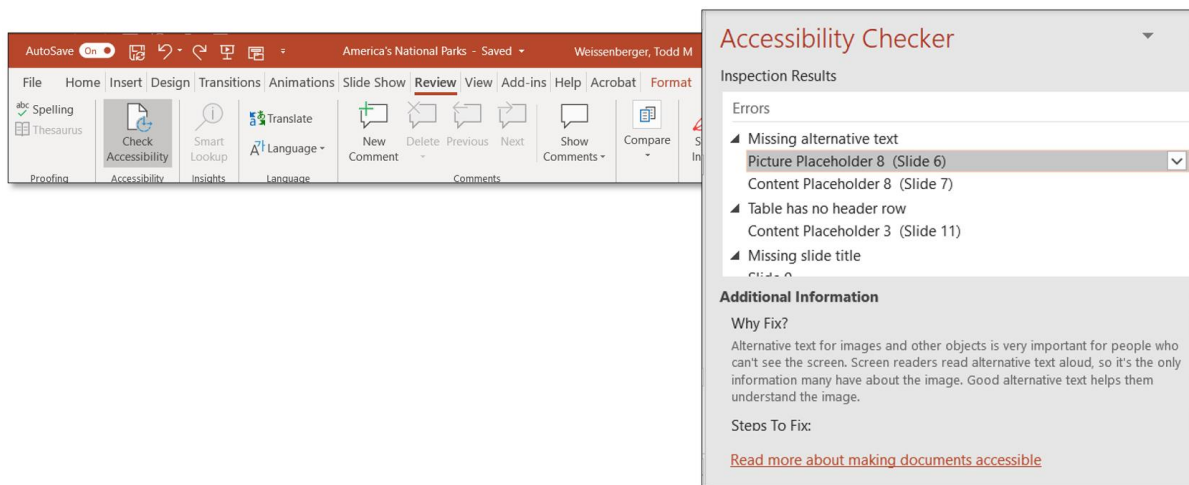 AutoSave On America's National Parks - Saved Weissenberger, Todd M
File Home Insert Design Transitions Animations Slide Show Review View Add-ins Help Acrobat Format
abc Spelling
Thesaurus
Check Accessibility
Smart Lookup
Translate
Language
New Comment
Delete Previous Next
Show Comments
Compare
Proofing Accessibility Insights Language Comments
Accessibility Checker
Inspection Results
Errors
Missing alternative text
Picture Placeholder 8 (Slide 6)
Content Placeholder 8 (Slide 7)
Table has no header row
Content Placeholder 3 (Slide 11)
Missing slide title
Additional Information
Why Fix?
Alternative text for images and other objects is very important for people who
can't see the screen. Screen readers read alternative text aloud, so it's the only
information many have about the image. Good alternative text helps them
understand the image.
Steps To Fix:
Read more about making documents accessible